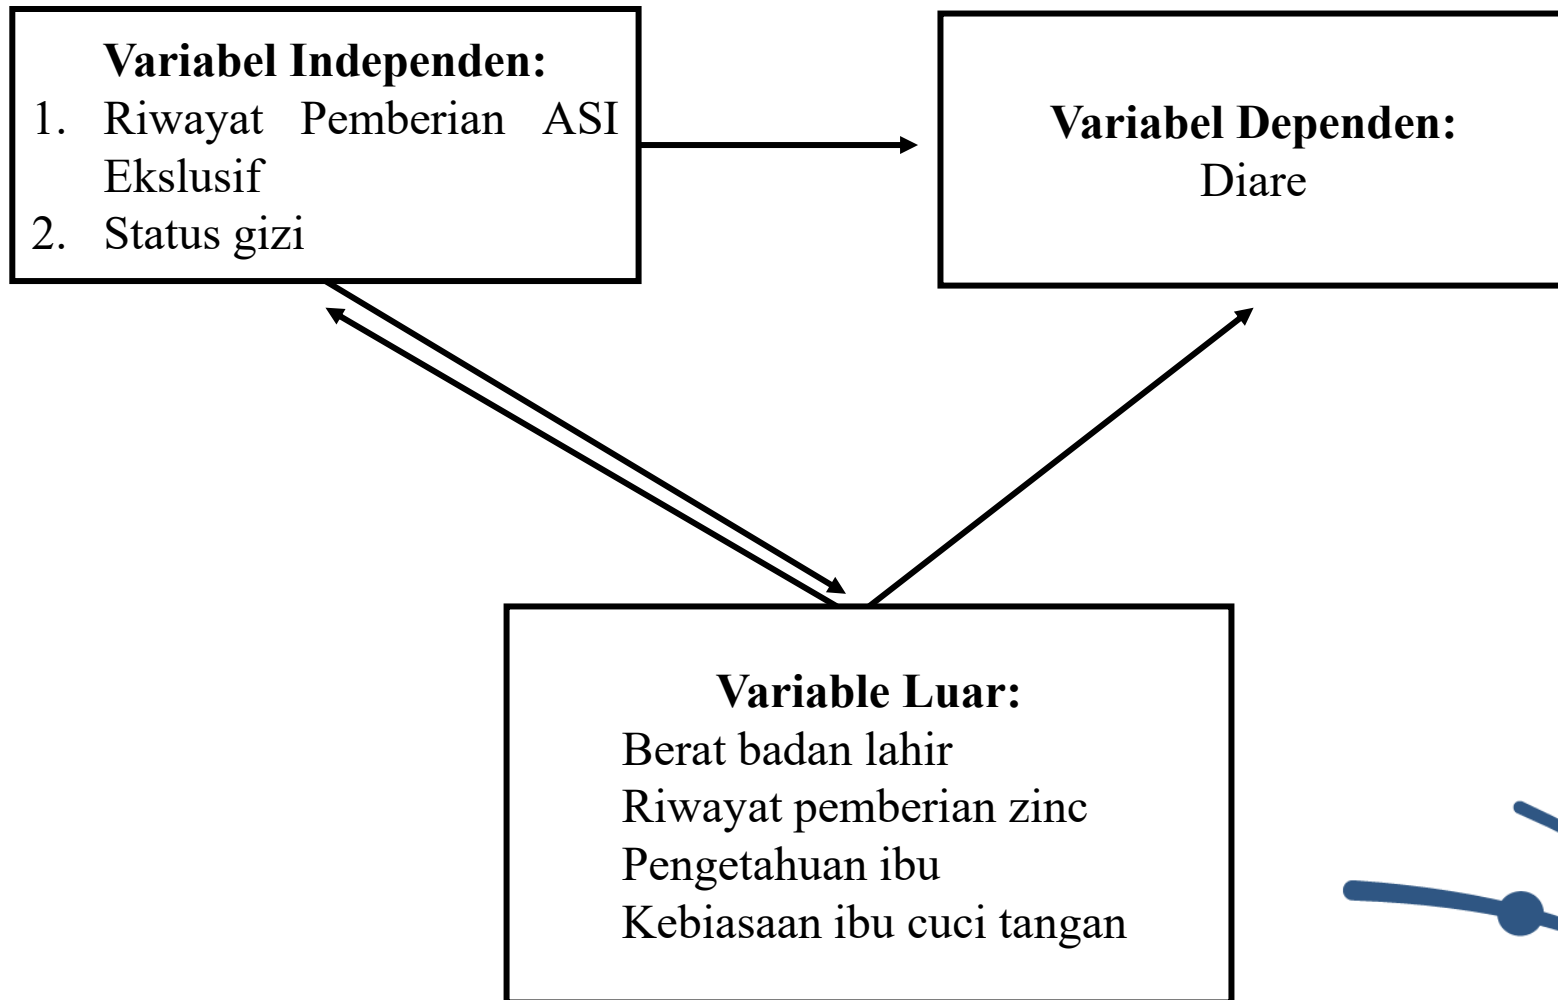 Variabel Independen:
1. Riwayat Pemberian ASI
Ekslusif
2. Status gizi
Variabel Dependen:
Diare
Variable Luar:
Berat badan lahir
Riwayat pemberian zinc
Pengetahuan ibu
Kebiasaan ibu cuci tangan